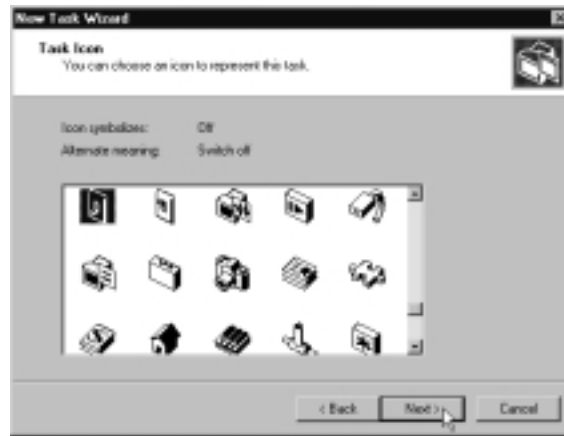 New Task Wizard
Task Icon
You can choose an icon to represent this task.
Icon symbolizes: Off
Alternate meaning: Switch off
< Back Next > Cancel